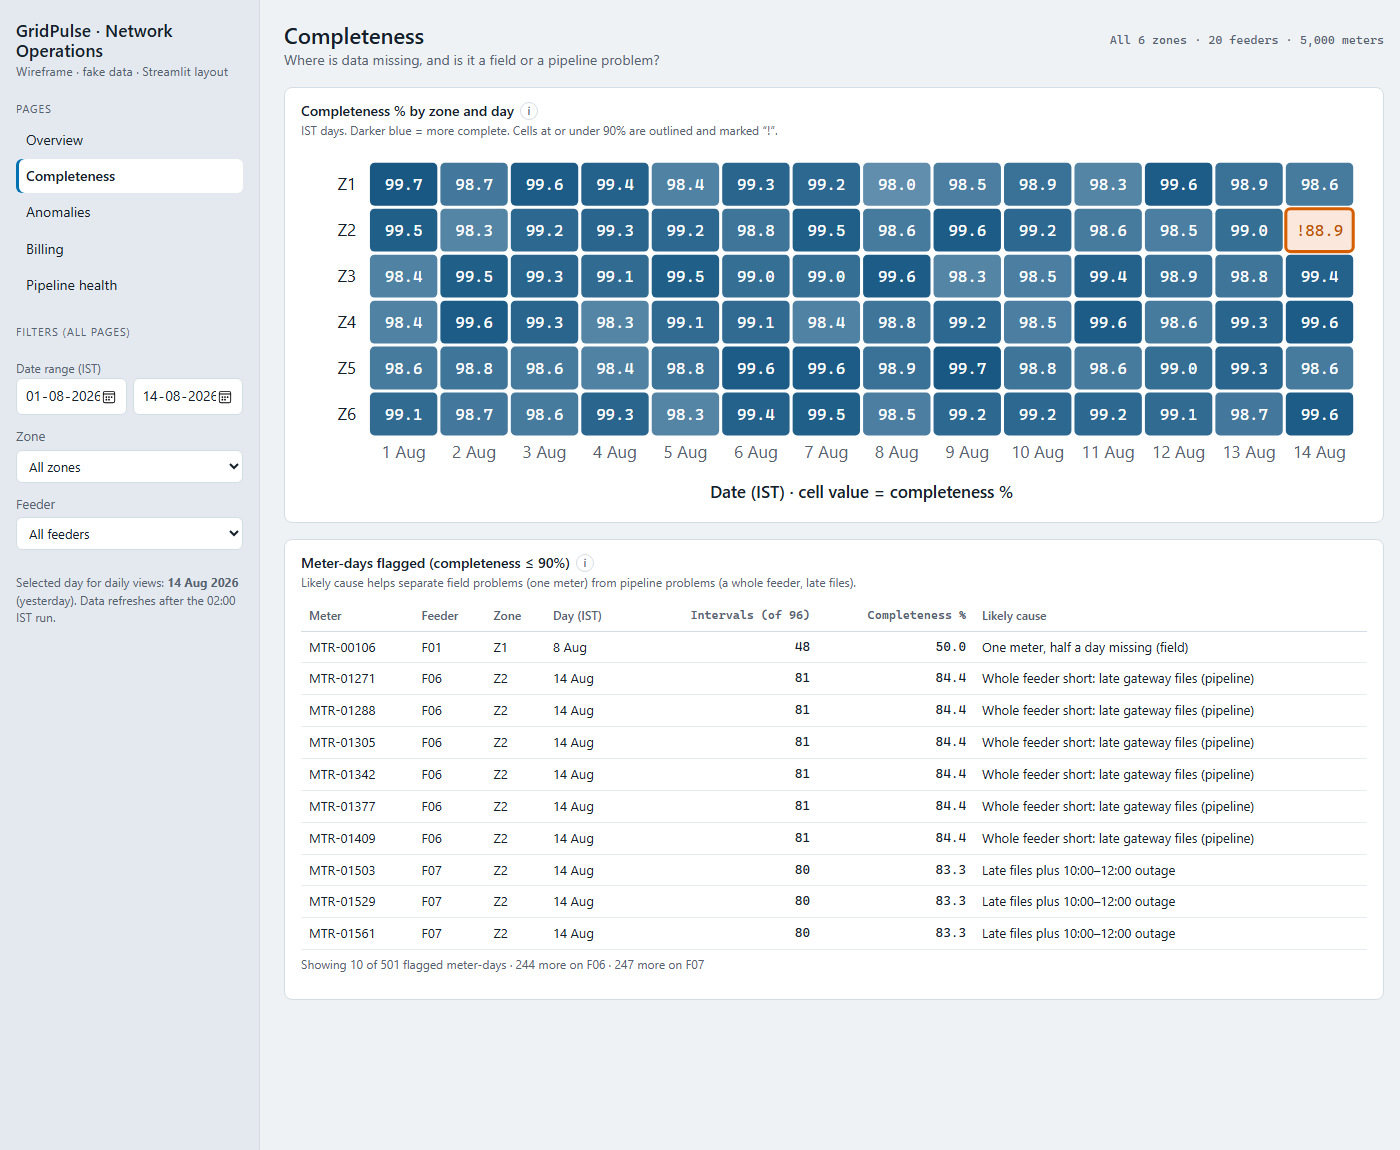 GridPulse · Network
Operations
Wireframe · fake data · Streamlit layout
PAGES
Overview
Completeness
Anomalies
Billing
Pipeline health
FILTERS (ALL PAGES)
Date range (IST)
01-08-2026 14-08-2026
Zone
All zones
Feeder
All feeders
Selected day for daily views: 14 Aug 2026
(yesterday). Data refreshes after the 02:00
IST run.
Completeness
Where is data missing, and is it a field or a pipeline problem?
All 6 zones · 20 feeders · 5,000 meters
Completeness % by zone and day i
IST days. Darker blue = more complete. Cells at or under 90% are outlined and marked “!”.
Z1 99.7 98.7 99.6 99.4 98.4 99.3 99.2 98.0 98.5 98.9 98.3 99.6 98.9 98.6
Z2 99.5 98.3 99.2 99.3 99.2 98.8 99.5 98.6 99.6 99.2 98.6 98.5 99.0 !88.9
Z3 98.4 99.5 99.3 99.1 99.5 99.0 99.0 99.6 98.3 98.5 99.4 98.9 98.8 99.4
Z4 98.4 99.6 99.3 98.3 99.1 99.1 98.4 98.8 99.2 98.5 99.6 98.6 99.3 99.6
Z5 98.6 98.8 98.6 98.4 98.8 99.6 99.6 98.9 99.7 98.8 98.6 99.0 99.3 98.6
Z6 99.1 98.7 98.6 99.3 98.3 99.4 99.5 98.5 99.2 99.2 99.2 99.1 98.7 99.6
1 Aug 2 Aug 3 Aug 4 Aug 5 Aug 6 Aug 7 Aug 8 Aug 9 Aug 10 Aug 11 Aug 12 Aug 13 Aug 14 Aug
Date (IST) · cell value = completeness %
Meter-days flagged (completeness ≤ 90%) i
Likely cause helps separate field problems (one meter) from pipeline problems (a whole feeder, late files).
Meter Feeder Zone Day (IST) Intervals (of 96) Completeness % Likely cause
MTR-00106 F01 Z1 8 Aug 48 50.0 One meter, half a day missing (field)
MTR-01271 F06 Z2 14 Aug 81 84.4 Whole feeder short: late gateway files (pipeline)
MTR-01288 F06 Z2 14 Aug 81 84.4 Whole feeder short: late gateway files (pipeline)
MTR-01305 F06 Z2 14 Aug 81 84.4 Whole feeder short: late gateway files (pipeline)
MTR-01342 F06 Z2 14 Aug 81 84.4 Whole feeder short: late gateway files (pipeline)
MTR-01377 F06 Z2 14 Aug 81 84.4 Whole feeder short: late gateway files (pipeline)
MTR-01409 F06 Z2 14 Aug 81 84.4 Whole feeder short: late gateway files (pipeline)
MTR-01503 F07 Z2 14 Aug 80 83.3 Late files plus 10:00–12:00 outage
MTR-01529 F07 Z2 14 Aug 80 83.3 Late files plus 10:00–12:00 outage
MTR-01561 F07 Z2 14 Aug 80 83.3 Late files plus 10:00–12:00 outage
Showing 10 of 501 flagged meter-days · 244 more on F06 · 247 more on F07